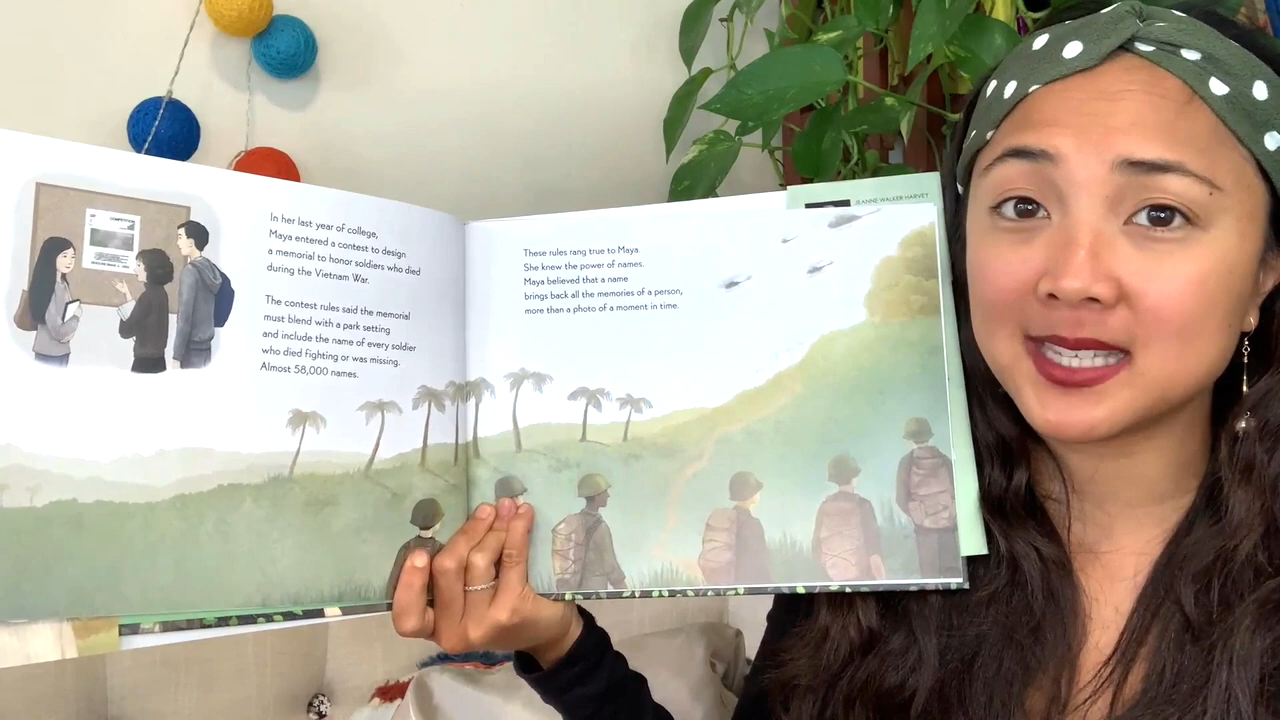 COMPETITION
In her last year of college,
Maya entered a contest to design
a memorial to honor soldiers who died
during the Vietnam War.
The contest rules said the memorial
must blend with a park setting
and include the name of every soldier
who died fighting or was missing.
Almost 58,000 names.
These rules rang true to Maya.
She knew the power of names.
Maya believed that a name
brings back all the memories of a person,
more than a photo of a moment in time.
JEANNE WALKER HARVEY